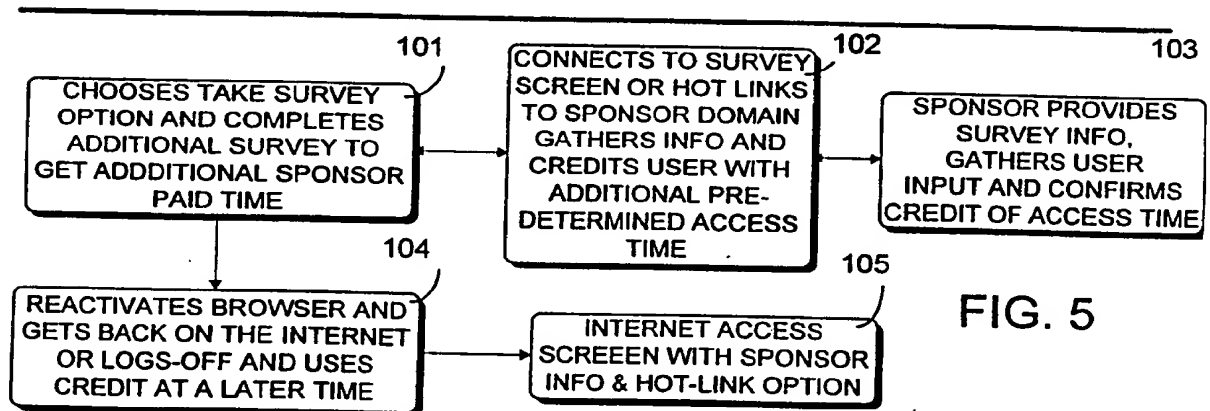 101
CHOOSES TAKE SURVEY
OPTION AND COMPLETES
ADDITIONAL SURVEY TO
GET ADDDITIONAL SPONSOR
PAID TIME
102
CONNECTS TO SURVEY
SCREEN OR HOT LINKS
TO SPONSOR DOMAIN
GATHERS INFO AND
CREDITS USER WITH
ADDITIONAL PRE-
DETERMINED ACCESS
TIME
103
SPONSOR PROVIDES
SURVEY INFO,
GATHERS USER
INPUT AND CONFIRMS
CREDIT OF ACCESS TIME
104
REACTIVATES BROWSER AND
GETS BACK ON THE INTERNET
OR LOGS-OFF AND USES
CREDIT AT A LATER TIME
105
INTERNET ACCESS
SCREEEN WITH SPONSOR
INFO & HOT-LINK OPTION
FIG. 5